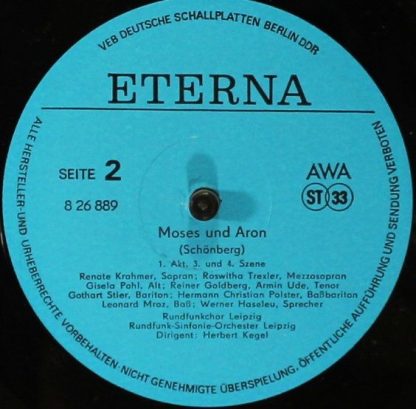 VEB DEUTSCHE SCHALLPLATTEN BERLIN DDR
ETERNA
SEITE 2
8 26 889
AWA
ST 33
Moses und Aron
(Schönberg)
1. Akt, 3. und 4. Szene
Renate Krahmer, Sopran; Roswitha Trexler, Mezzosopran
Gisela Pohl, Alt; Reiner Goldberg, Armin Ude, Tenor
Gothart Stier, Bariton; Hermann Christian Polster, Baßbariton
Leonard Mroz, Baß; Werner Haseleu, Sprecher
Rundfunkchor Leipzig
Rundfunk-Sinfonie-Orchester Leipzig
Dirigent: Herbert Kegel
ALLE HERSTELLER- UND URHEBERRECHTE VORBEHALTEN · NICHT GENEHMIGTE ÜBERSPIELUNG, ÖFFENTLICHE AUFFÜHRUNG UND SENDUNG VERBOTEN